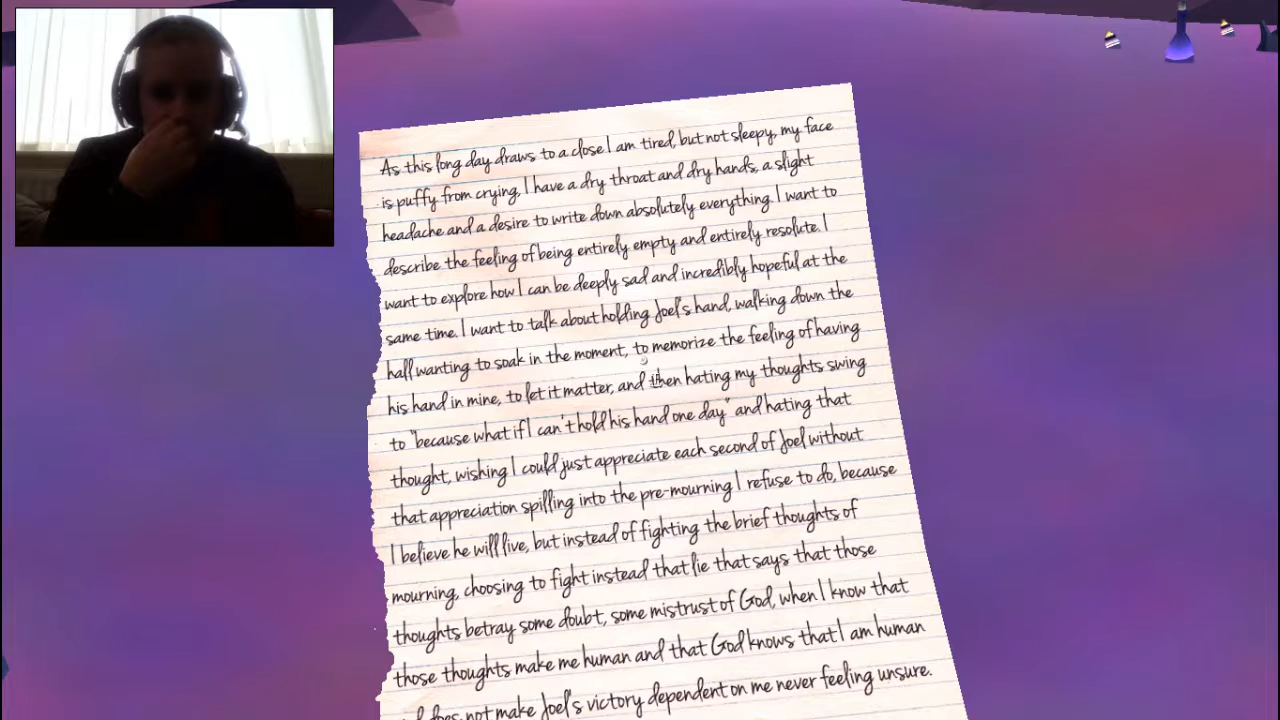 As this long day draws to a close I am tired, but not sleepy, my face
is puffy from crying, I have a dry throat and dry hands, a slight
headache and a desire to write down absolutely everything. I want to
describe the feeling of being entirely empty and entirely resolute. I
want to explore how I can be deeply sad and incredibly hopeful at the
same time. I want to talk about holding Joel's hand, walking down the
hall wanting to soak in the moment, to memorize the feeling of having
his hand in mine, to let it matter, and then hating my thoughts swing
to "because what if I can't hold his hand one day" and hating that
thought, wishing I could just appreciate each second of Joel without
that appreciation spilling into the pre-mourning I refuse to do, because
I believe he will live, but instead of fighting the brief thoughts of
mourning, choosing to fight instead that lie that says that those
thoughts betray some doubt, some mistrust of God, when I know that
those thoughts make me human and that God knows that I am human
not make Joel's victory dependent on me never feeling unsure.